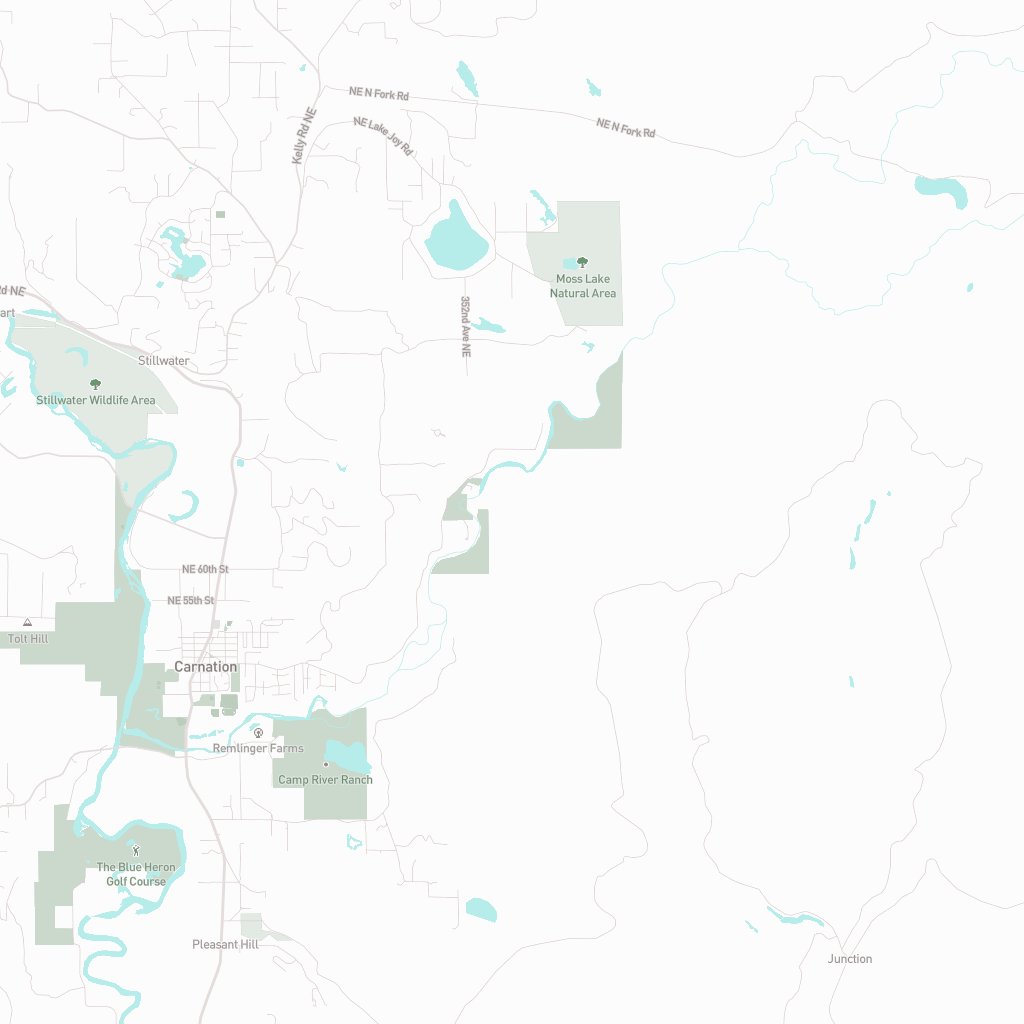 NE N Fork Rd
NE N Fork Rd
NE Lake Joy Rd
Kelly Rd NE
Moss Lake
Natural Area
Rd NE
art
352nd Ave NE
Stillwater
Stillwater Wildlife Area
NE 60th St
NE 55th St
Tolt Hill
Carnation
Remlinger Farms
Camp River Ranch
The Blue Heron
Golf Course
Pleasant Hill
Junction